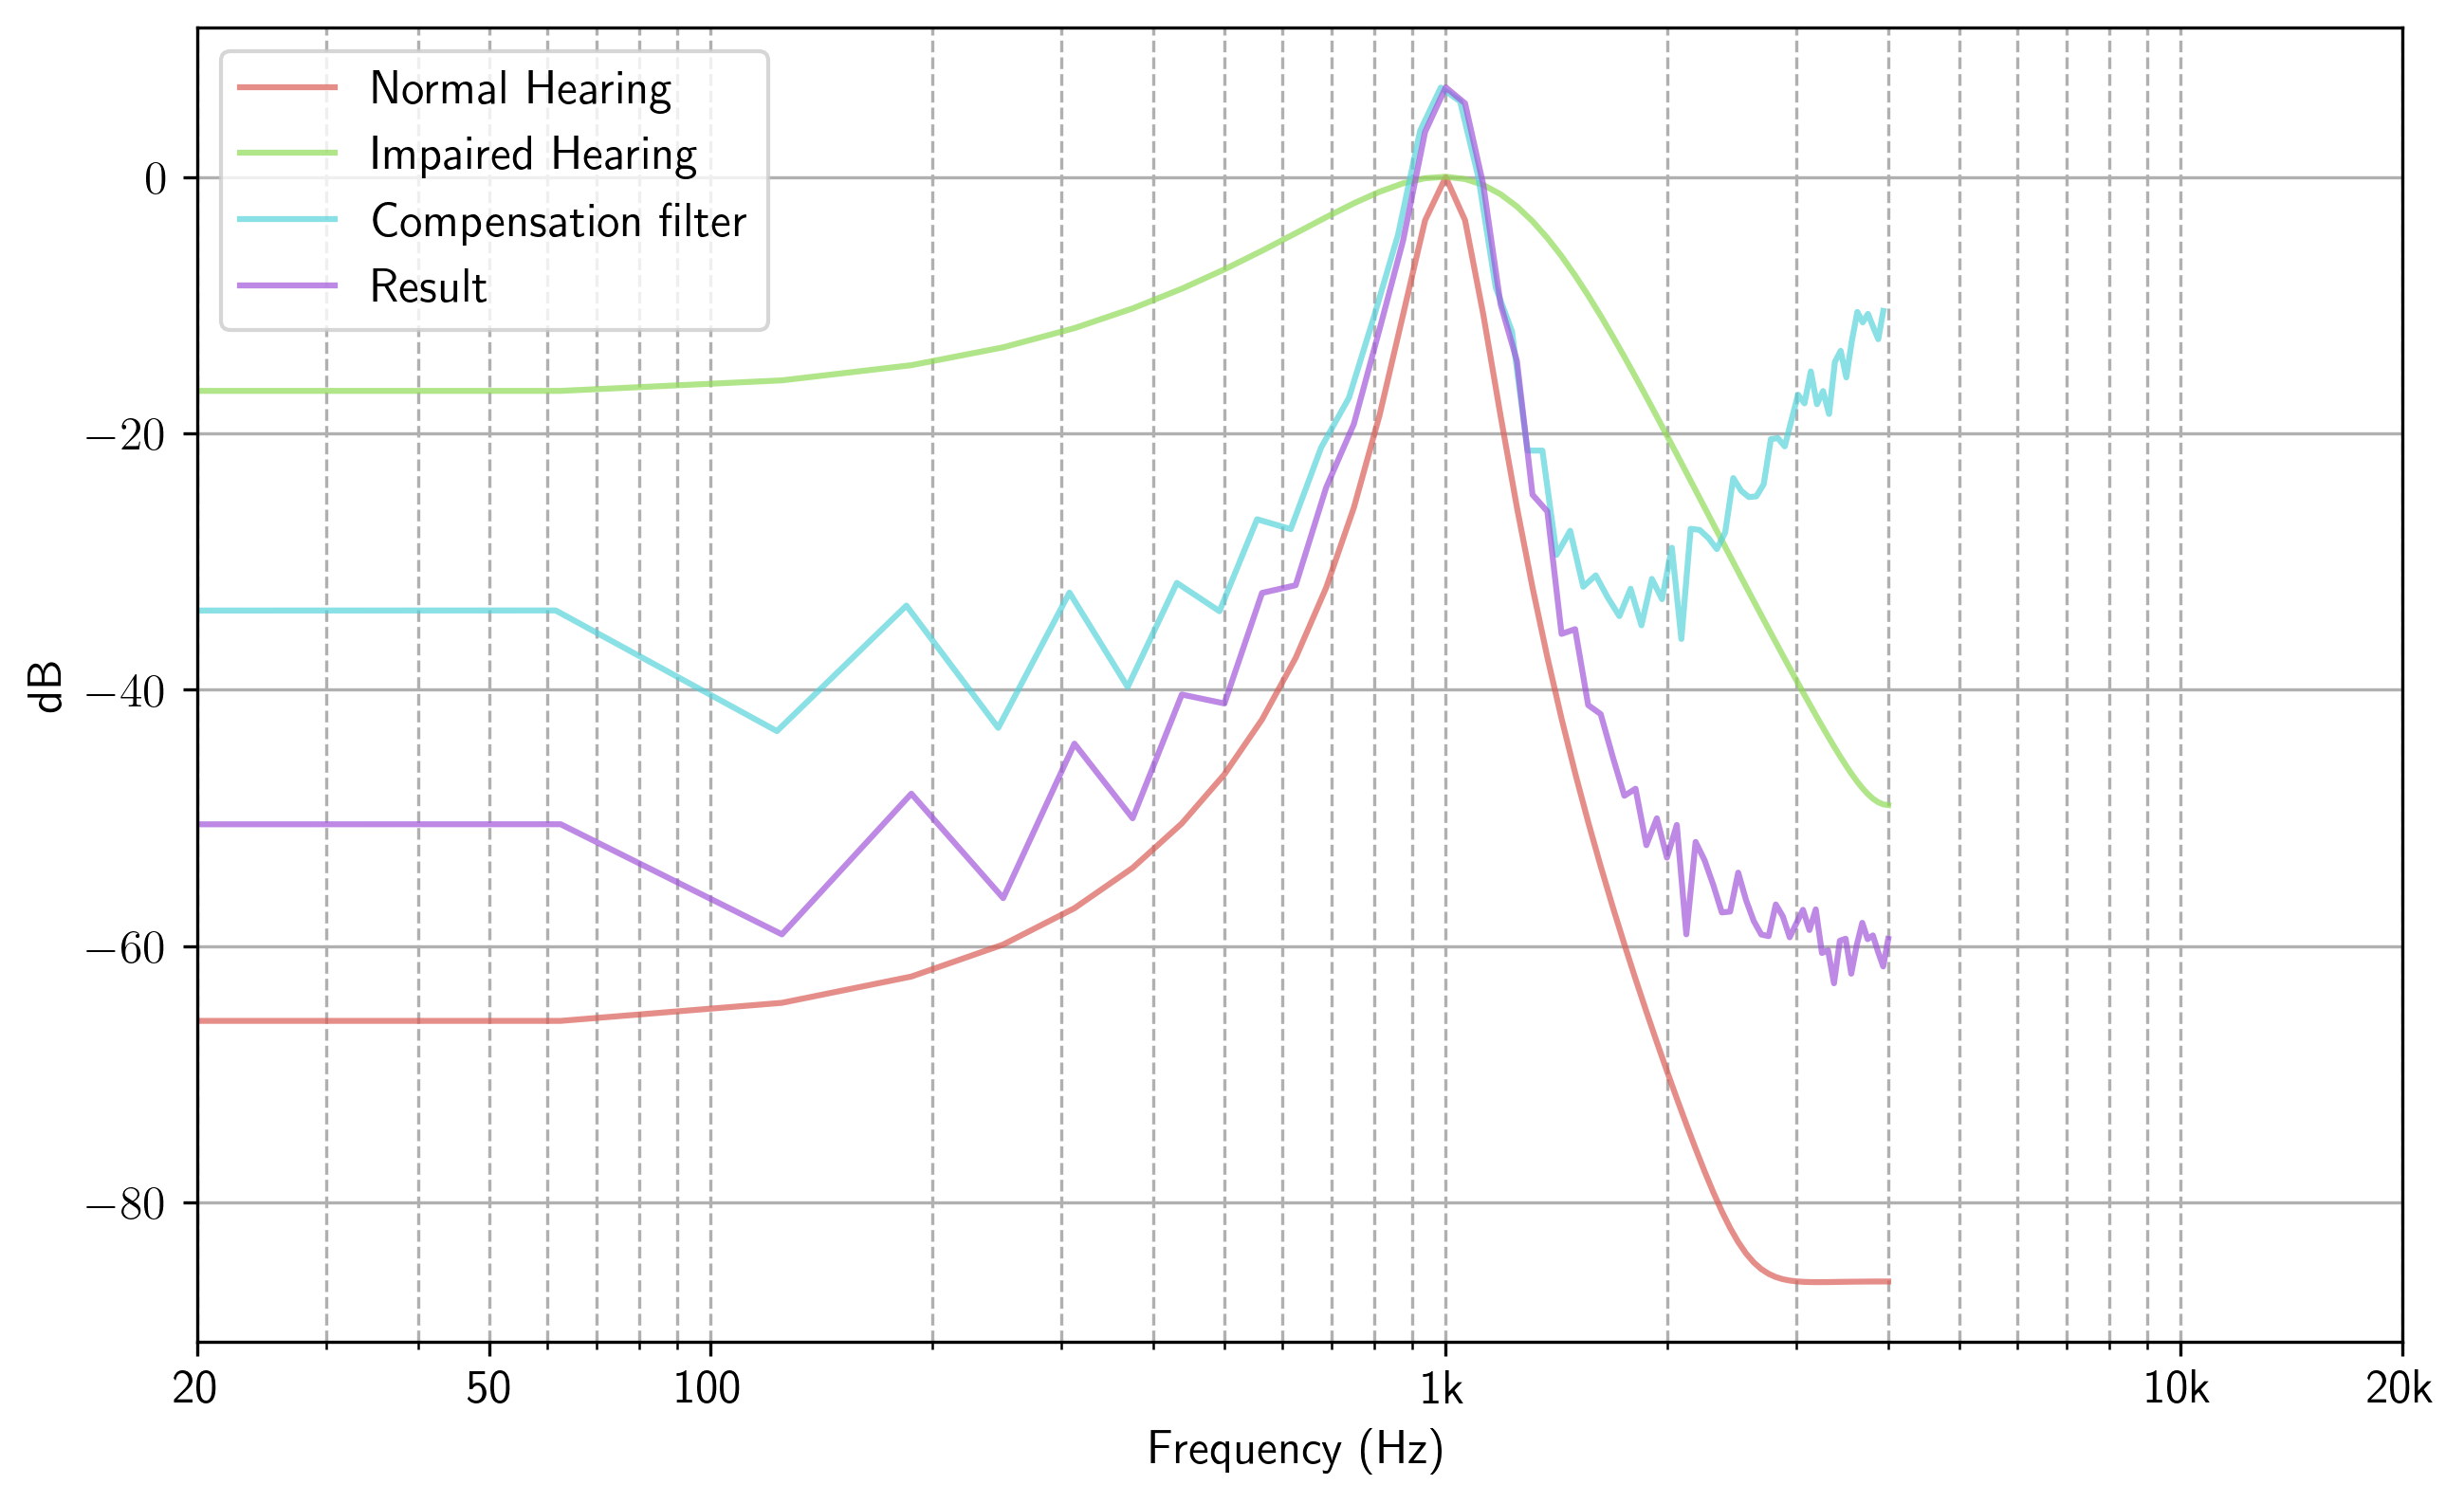 Normal Hearing
Impaired Hearing
Compensation filter
Result
0
−20
−40
−60
−80
dB
20 50 100 1k 10k 20k
Frequency (Hz)